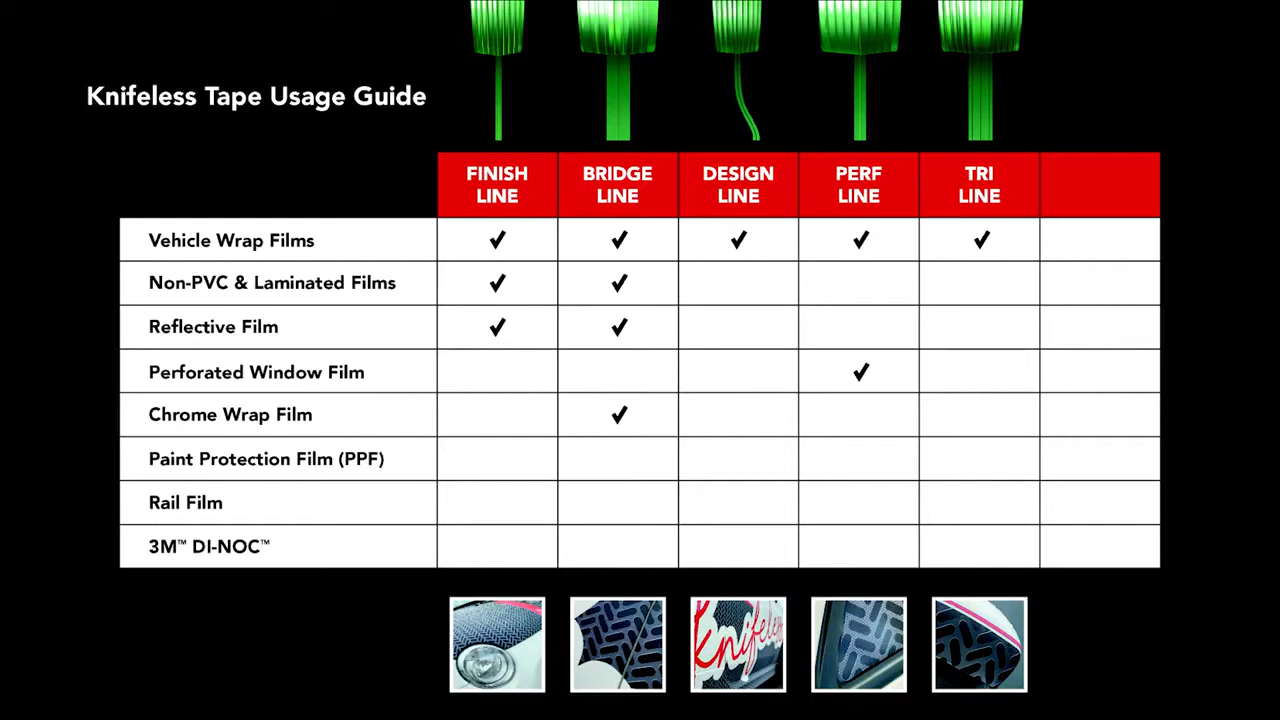 Knifeless Tape Usage Guide
FINISH LINE
BRIDGE LINE
DESIGN LINE
PERF LINE
TRI LINE
Vehicle Wrap Films ✓ ✓ ✓ ✓ ✓
Non-PVC & Laminated Films ✓ ✓
Reflective Film ✓ ✓
Perforated Window Film ✓
Chrome Wrap Film ✓
Paint Protection Film (PPF)
Rail Film
3M™ DI-NOC™
knifeless